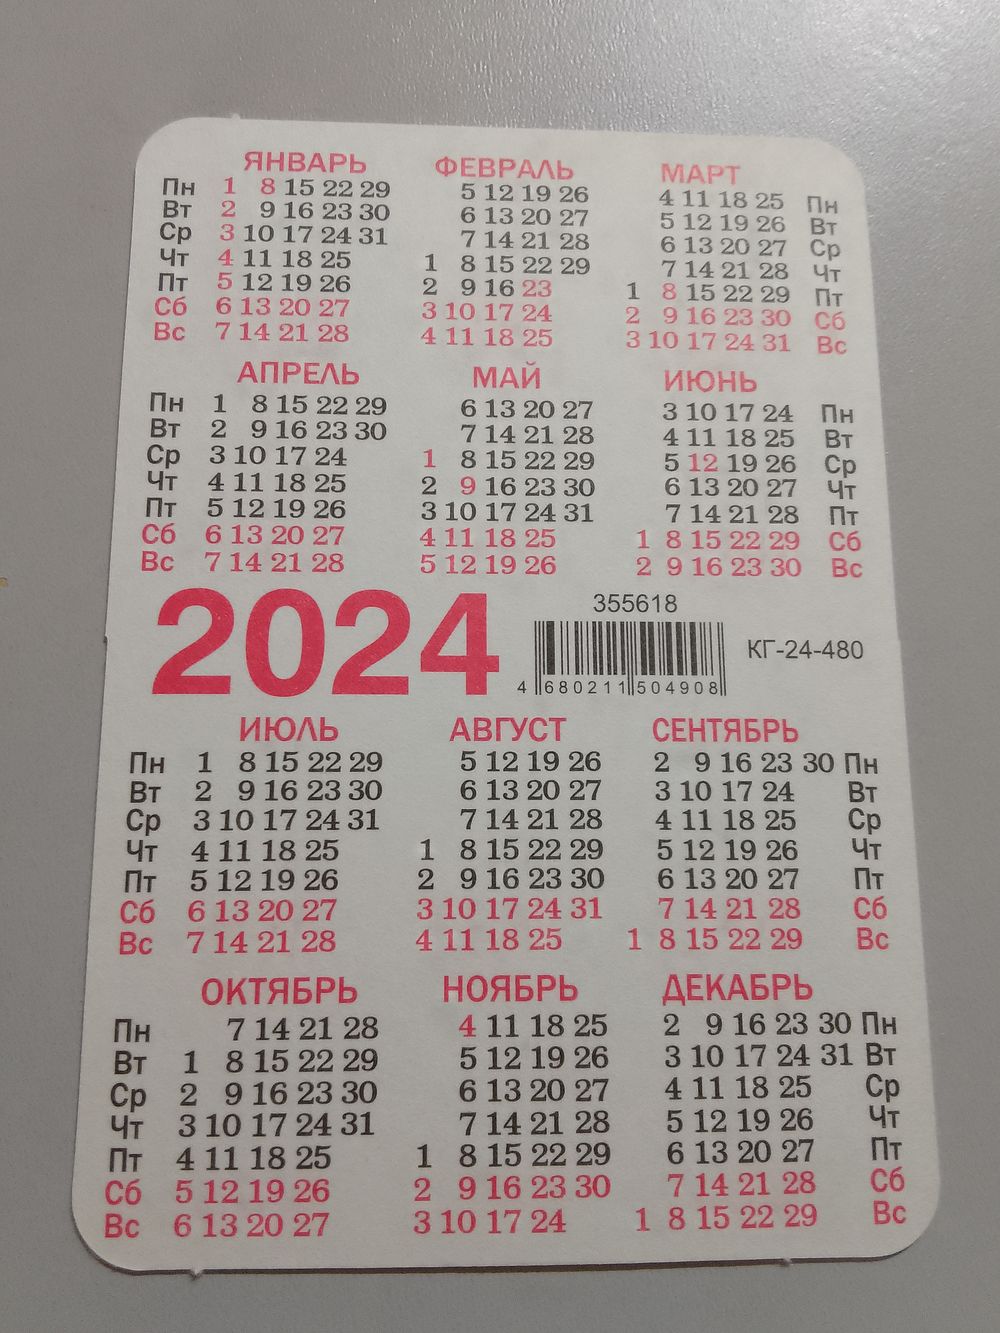 ЯНВАРЬ ФЕВРАЛЬ МАРТ
Пн 1 8 15 22 29 5 12 19 26 4 11 18 25 Пн
Вт 2 9 16 23 30 6 13 20 27 5 12 19 26 Вт
Ср 3 10 17 24 31 7 14 21 28 6 13 20 27 Ср
Чт 4 11 18 25 1 8 15 22 29 7 14 21 28 Чт
Пт 5 12 19 26 2 9 16 23 1 8 15 22 29 Пт
Сб 6 13 20 27 3 10 17 24 2 9 16 23 30 Сб
Вс 7 14 21 28 4 11 18 25 3 10 17 24 31 Вс
АПРЕЛЬ МАЙ ИЮНЬ
Пн 1 8 15 22 29 6 13 20 27 3 10 17 24 Пн
Вт 2 9 16 23 30 7 14 21 28 4 11 18 25 Вт
Ср 3 10 17 24 1 8 15 22 29 5 12 19 26 Ср
Чт 4 11 18 25 2 9 16 23 30 6 13 20 27 Чт
Пт 5 12 19 26 3 10 17 24 31 7 14 21 28 Пт
Сб 6 13 20 27 4 11 18 25 1 8 15 22 29 Сб
Вс 7 14 21 28 5 12 19 26 2 9 16 23 30 Вс
2024
355618
КГ-24-480
4 680211 504908
ИЮЛЬ АВГУСТ СЕНТЯБРЬ
Пн 1 8 15 22 29 5 12 19 26 2 9 16 23 30 Пн
Вт 2 9 16 23 30 6 13 20 27 3 10 17 24 Вт
Ср 3 10 17 24 31 7 14 21 28 4 11 18 25 Ср
Чт 4 11 18 25 1 8 15 22 29 5 12 19 26 Чт
Пт 5 12 19 26 2 9 16 23 30 6 13 20 27 Пт
Сб 6 13 20 27 3 10 17 24 31 7 14 21 28 Сб
Вс 7 14 21 28 4 11 18 25 1 8 15 22 29 Вс
ОКТЯБРЬ НОЯБРЬ ДЕКАБРЬ
Пн 7 14 21 28 4 11 18 25 2 9 16 23 30 Пн
Вт 1 8 15 22 29 5 12 19 26 3 10 17 24 31 Вт
Ср 2 9 16 23 30 6 13 20 27 4 11 18 25 Ср
Чт 3 10 17 24 31 7 14 21 28 5 12 19 26 Чт
Пт 4 11 18 25 1 8 15 22 29 6 13 20 27 Пт
Сб 5 12 19 26 2 9 16 23 30 7 14 21 28 Сб
Вс 6 13 20 27 3 10 17 24 1 8 15 22 29 Вс